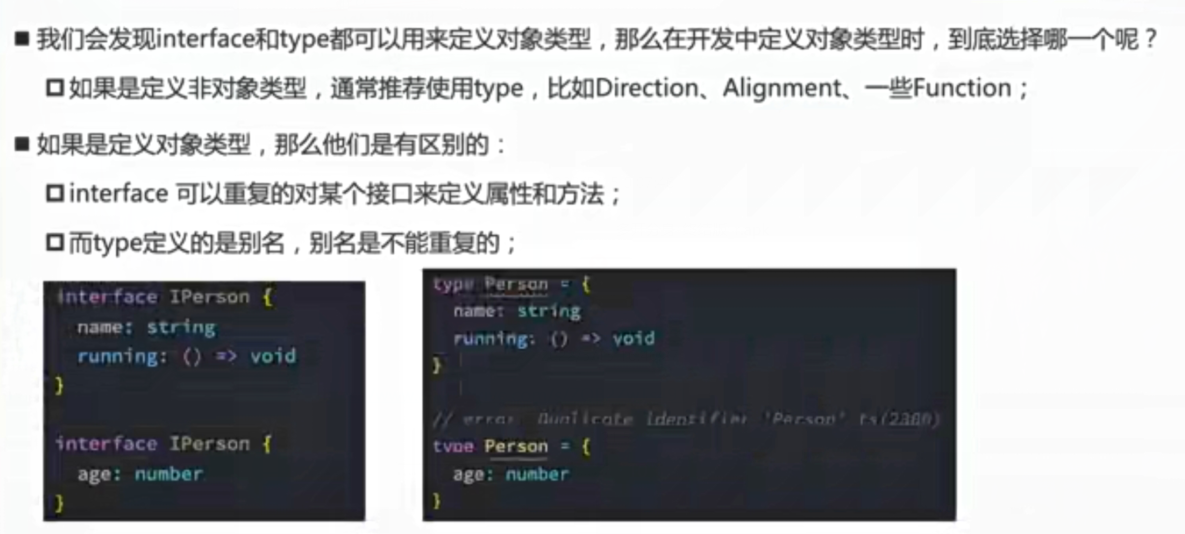 我们会发现interface和type都可以用来定义对象类型，那么在开发中定义对象类型时，到底选择哪一个呢？
如果是定义非对象类型，通常推荐使用type，比如Direction、Alignment、一些Function；
如果是定义对象类型，那么他们是有区别的：
interface 可以重复的对某个接口来定义属性和方法；
而type定义的是别名，别名是不能重复的；
interface IPerson {
name: string
running: () => void
}
interface IPerson {
age: number
}
type Person = {
name: string
running: () => void
}
// error Duplicate identifier 'Person' ts(2300)
type Person = {
age: number
}